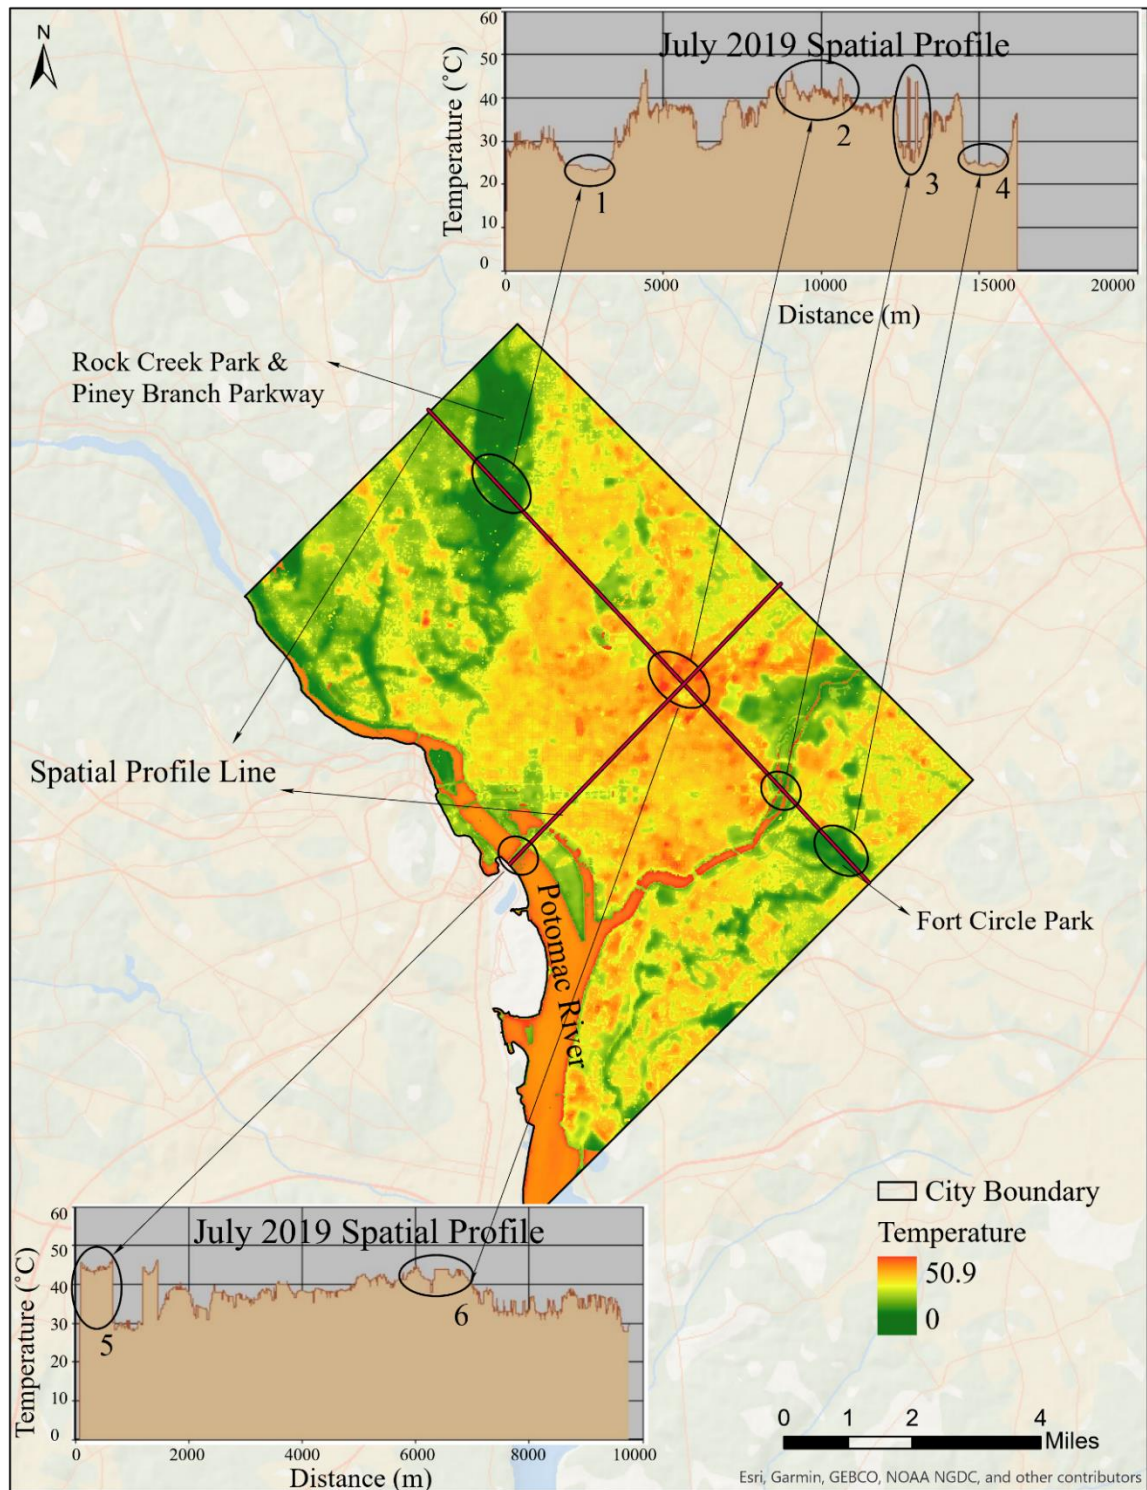 N
July 2019 Spatial Profile
Temperature (˚C)
60
50
40
30
20
10
0
1
2
3
4
0
5000
10000
15000
20000
Distance (m)
Rock Creek Park &
Piney Branch Parkway
Spatial Profile Line
Potomac River
Fort Circle Park
July 2019 Spatial Profile
Temperature (˚C)
60
50
40
30
20
10
0
5
6
0
2000
4000
6000
8000
10000
Distance (m)
City Boundary
Temperature
50.9
0
0 1 2 4
Miles
Esri, Garmin, GEBCO, NOAA NGDC, and other contributors